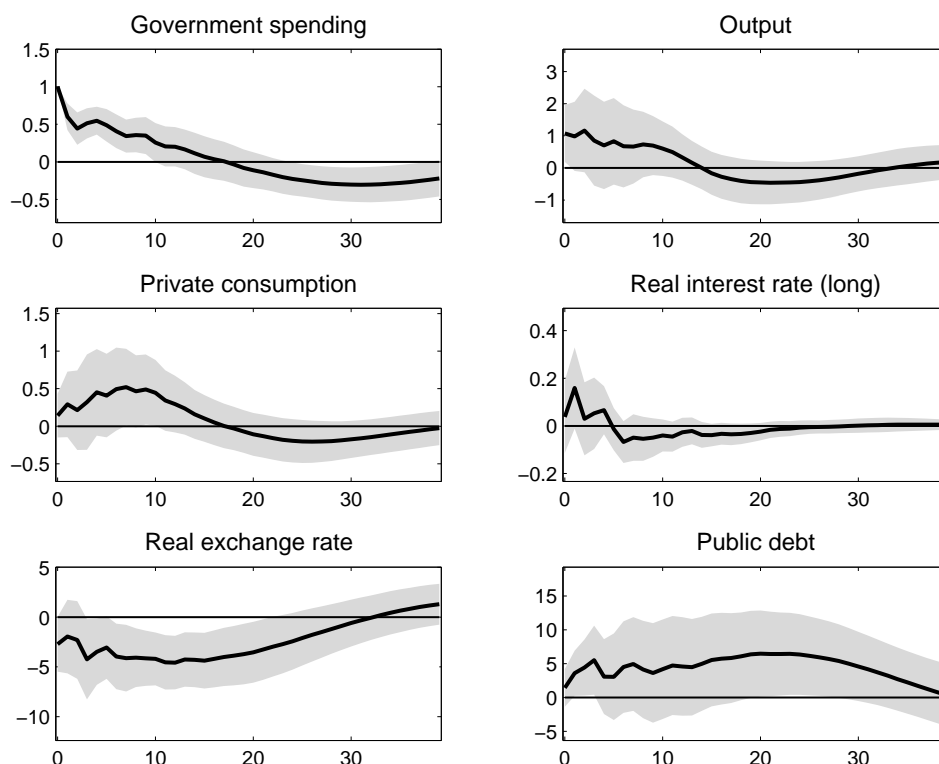 Government spending
1.5
1
0.5
0
−0.5
0 10 20 30
Output
3
2
1
0
−1
0 10 20 30
Private consumption
1.5
1
0.5
0
−0.5
0 10 20 30
Real interest rate (long)
0.4
0.2
0
−0.2
0 10 20 30
Real exchange rate
5
0
−5
−10
0 10 20 30
Public debt
15
10
5
0
−5
0 10 20 30